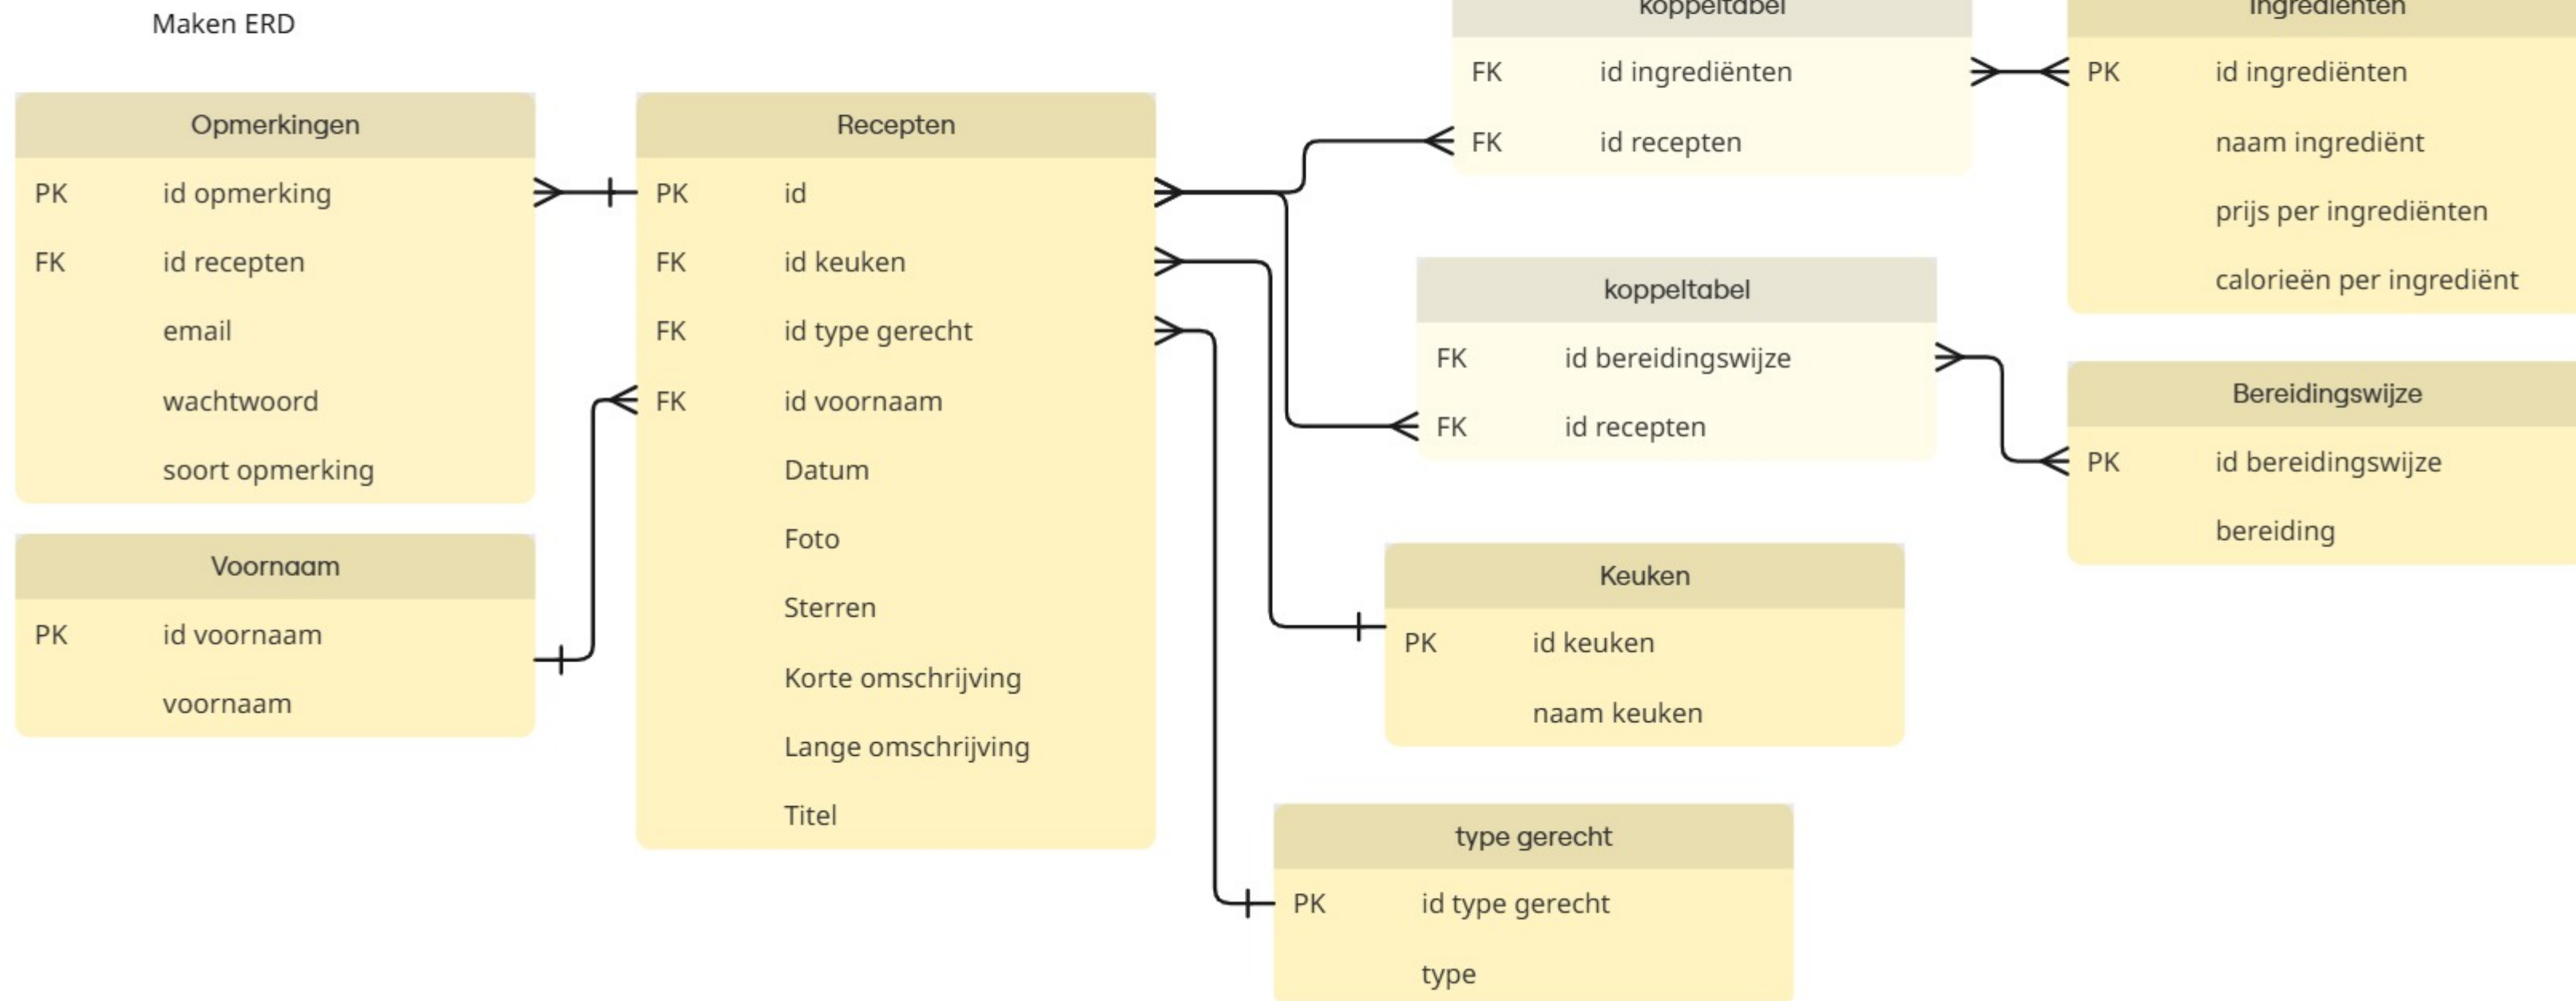 Maken ERD
Opmerkingen
PK id opmerking
FK id recepten
email
wachtwoord
soort opmerking
Voornaam
PK id voornaam
voornaam
Recepten
PK id
FK id keuken
FK id type gerecht
FK id voornaam
Datum
Foto
Sterren
Korte omschrijving
Lange omschrijving
Titel
koppeltabel
FK id ingrediënten
FK id recepten
koppeltabel
FK id bereidingswijze
FK id recepten
Keuken
PK id keuken
naam keuken
type gerecht
PK id type gerecht
type
Ingrediënten
PK id ingrediënten
naam ingrediënt
prijs per ingrediënten
calorieën per ingrediënt
Bereidingswijze
PK id bereidingswijze
bereiding